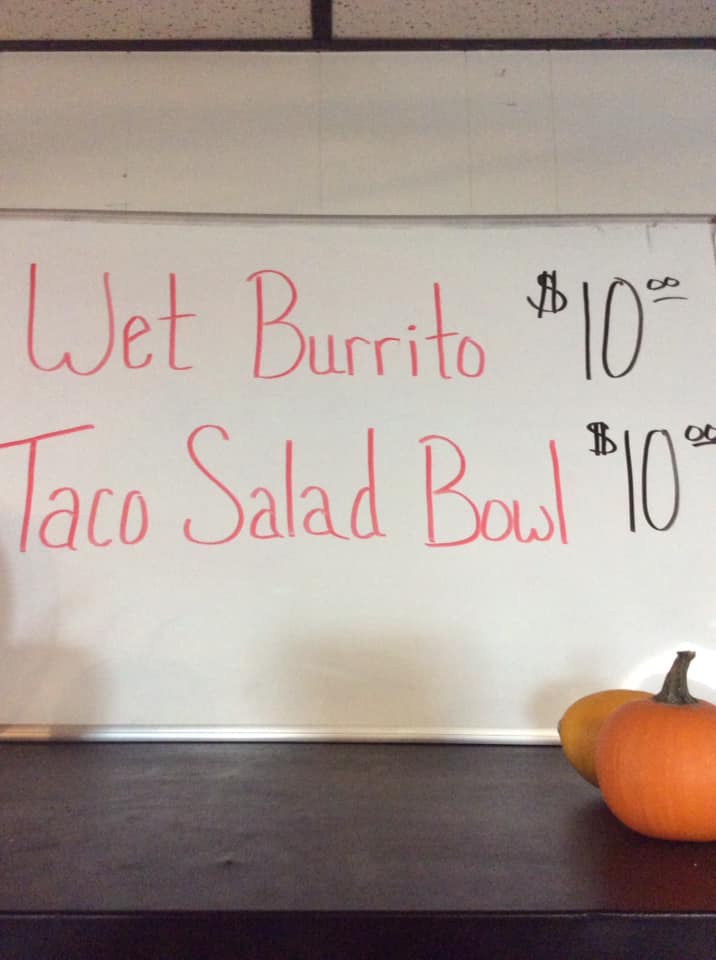 Wet Burrito $10.00
Taco Salad Bowl $10.00